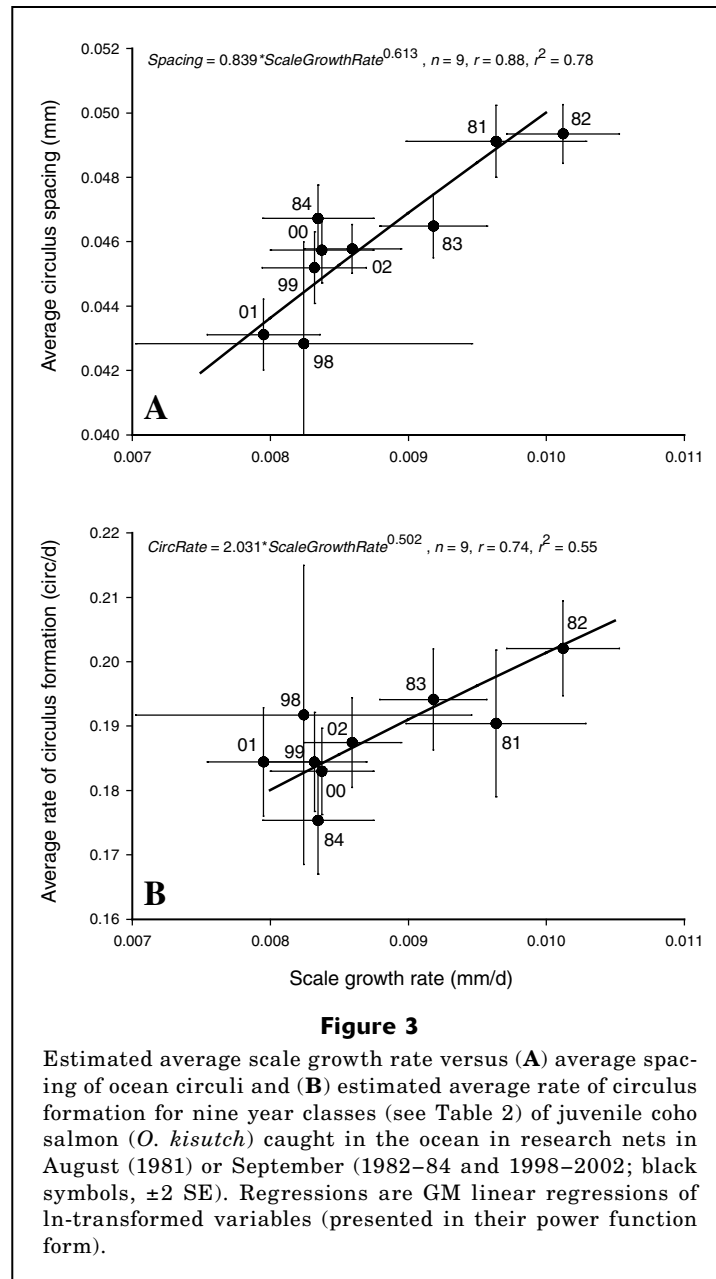 Spacing = 0.839*ScaleGrowthRate^0.613 , n = 9, r = 0.88, r^2 = 0.78
0.052
0.050
0.048
0.046
0.044
0.042
0.040
Average circulus spacing (mm)
81
82
84
83
00
02
99
01
98
A
0.007
0.008
0.009
0.010
0.011
CircRate = 2.031*ScaleGrowthRate^0.502 , n = 9, r = 0.74, r^2 = 0.55
0.22
0.21
0.20
0.19
0.18
0.17
0.16
Average rate of circulus formation (circ/d)
82
83
98
81
02
01
99
00
84
B
0.007
0.008
0.009
0.010
0.011
Scale growth rate (mm/d)
Figure 3
Estimated average scale growth rate versus (A) average spac-
ing of ocean circuli and (B) estimated average rate of circulus
formation for nine year classes (see Table 2) of juvenile coho
salmon (O. kisutch) caught in the ocean in research nets in
August (1981) or September (1982–84 and 1998–2002; black
symbols, ±2 SE). Regressions are GM linear regressions of
ln-transformed variables (presented in their power function
form).